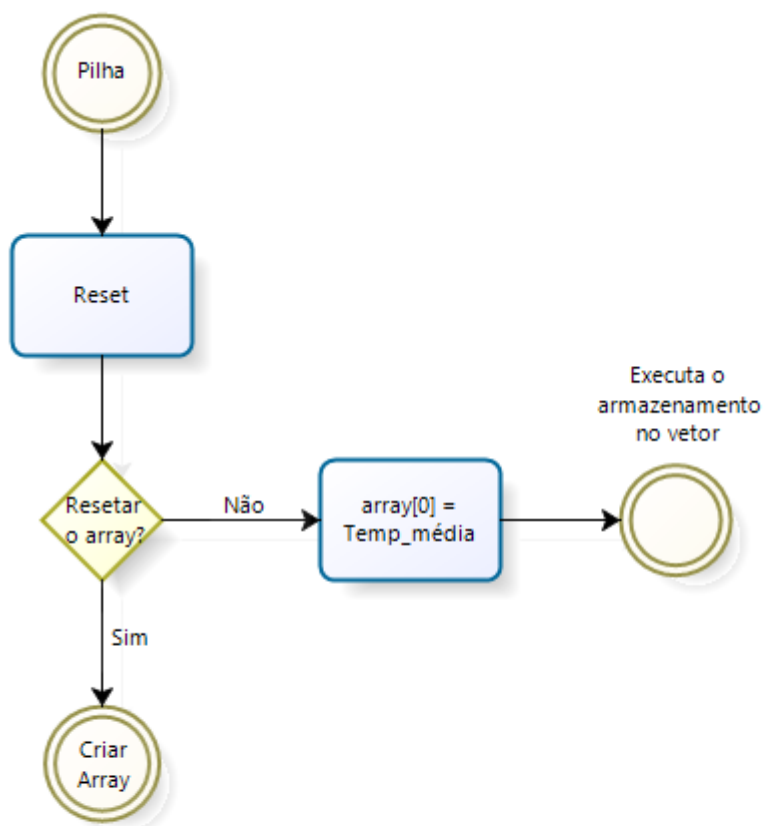 Pilha
Reset
Executa o
armazenamento
no vetor
Resetar
o array?
Não
array[0] =
Temp_média
Sim
Criar
Array